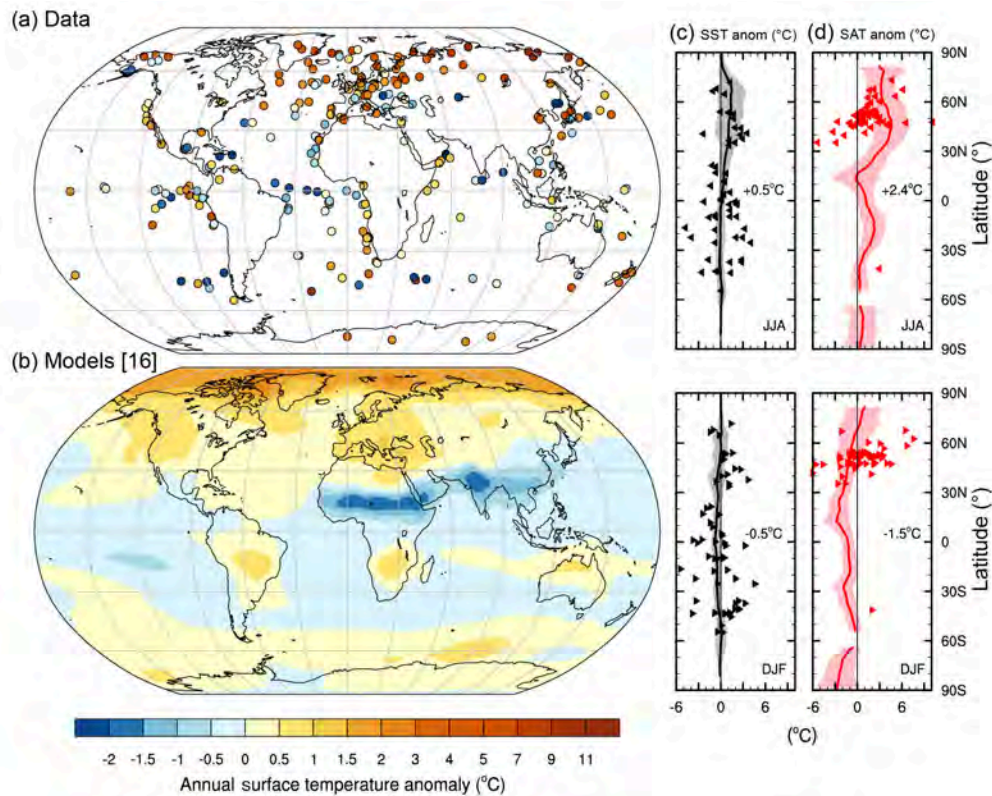 (a) Data
(b) Models [16]
-2 -1.5 -1 -0.5 0 0.5 1 1.5 2 3 4 5 7 9 11
Annual surface temperature anomaly (°C)
(c) SST anom (°C)
+0.5°C
JJA
-0.5°C
DJF
-6 0 6
(d) SAT anom (°C)
90N
60N
30N
0
30S
60S
90S
Latitude (°)
+2.4°C
JJA
90N
60N
30N
0
30S
60S
90S
Latitude (°)
-1.5°C
DJF
-6 0 6
(°C)